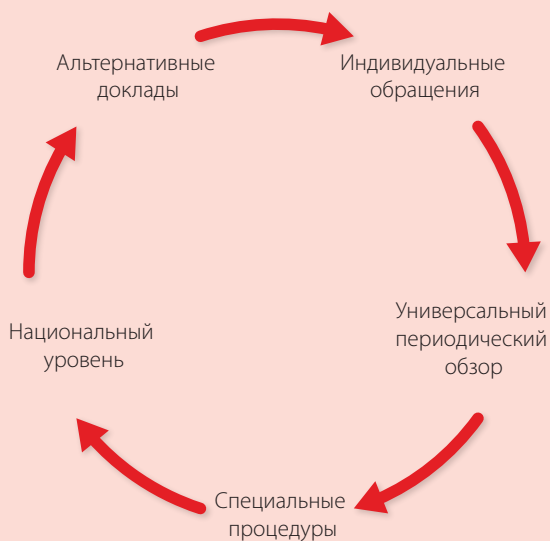 Альтернативные
доклады
Индивидуальные
обращения
Универсальный
периодический
обзор
Специальные
процедуры
Национальный
уровень